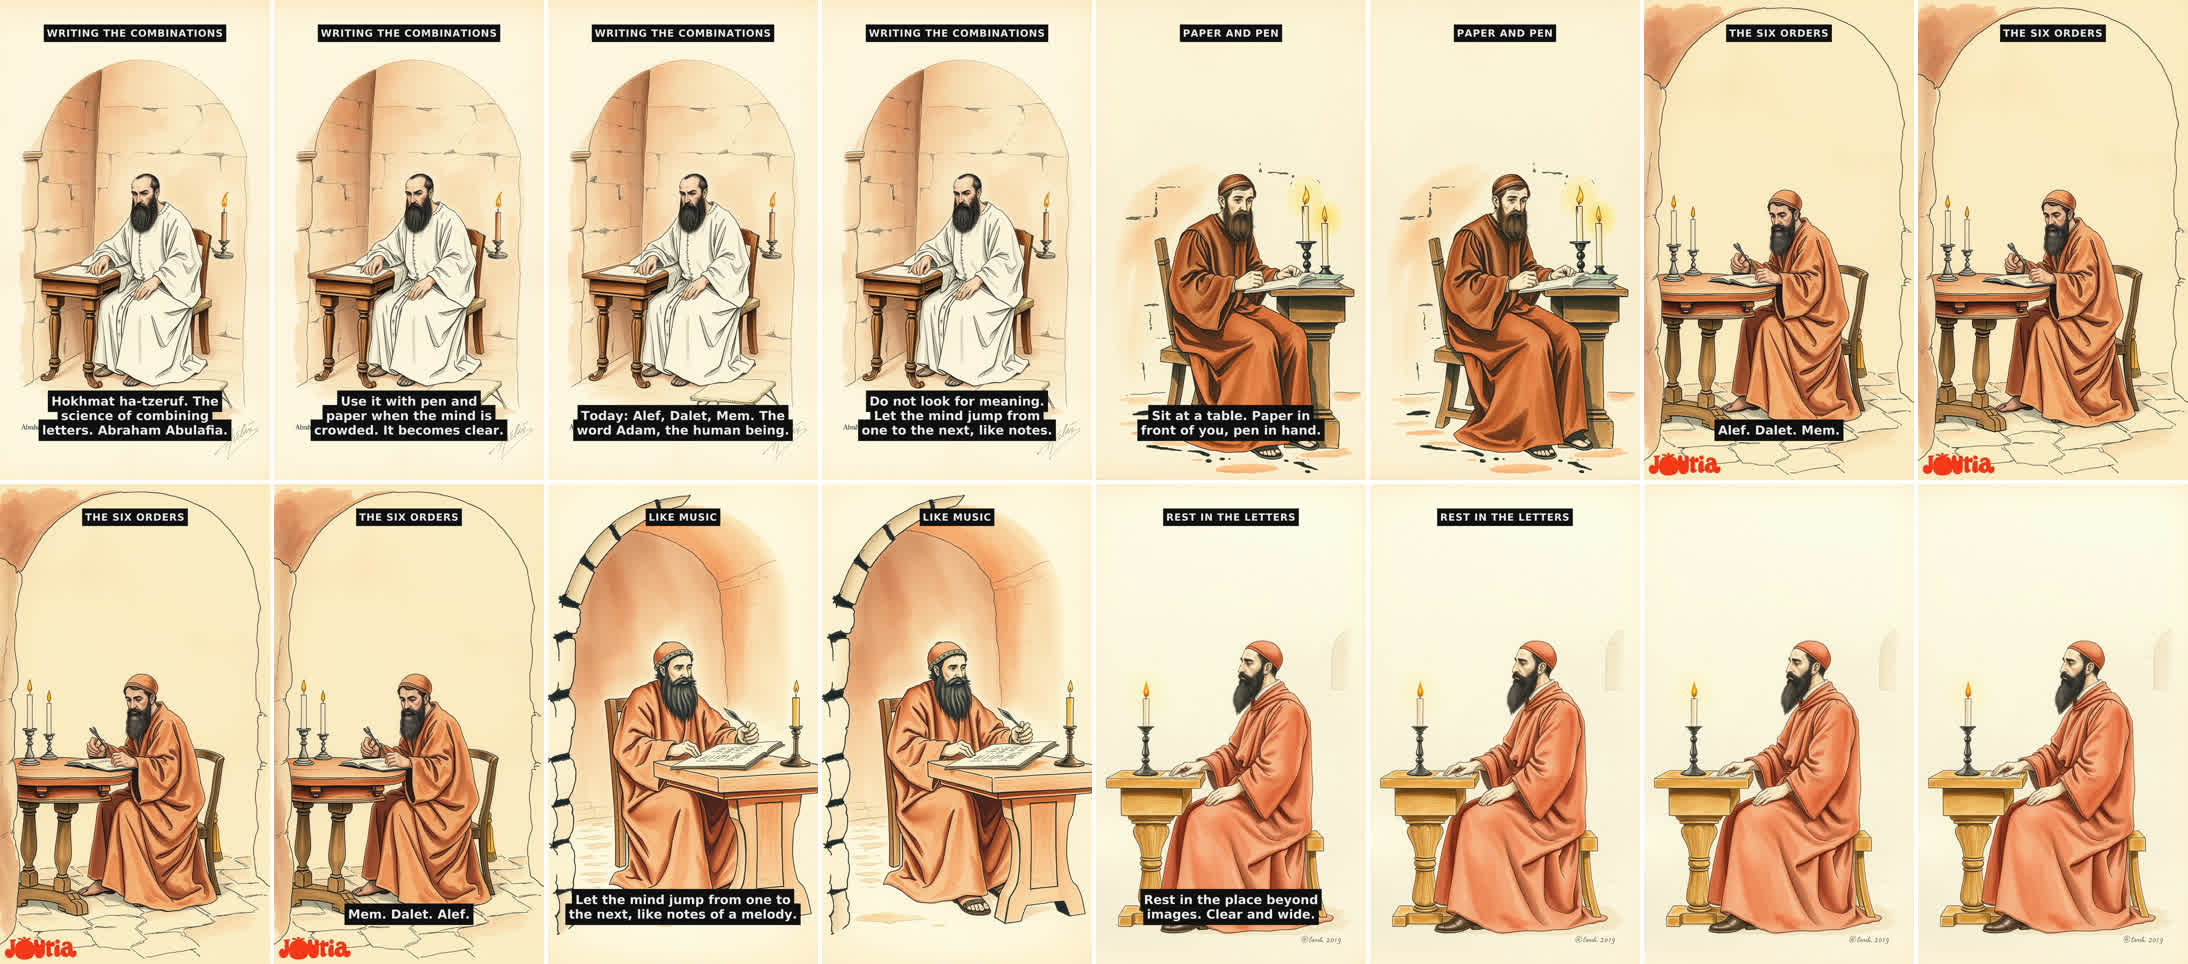 WRITING THE COMBINATIONS
Hokhmat ha-tzeruf. The
science of combining
letters. Abraham Abulafia.
WRITING THE COMBINATIONS
Use it with pen and
paper when the mind is
crowded. It becomes clear.
WRITING THE COMBINATIONS
Today: Alef, Dalet, Mem. The
word Adam, the human being.
WRITING THE COMBINATIONS
Do not look for meaning.
Let the mind jump from
one to the next, like notes.
PAPER AND PEN
Sit at a table. Paper in
front of you, pen in hand.
PAPER AND PEN
THE SIX ORDERS
Alef. Dalet. Mem.
THE SIX ORDERS
THE SIX ORDERS
THE SIX ORDERS
Mem. Dalet. Alef.
LIKE MUSIC
Let the mind jump from one to
the next, like notes of a melody.
LIKE MUSIC
REST IN THE LETTERS
Rest in the place beyond
images. Clear and wide.
2019
REST IN THE LETTERS
2019
2019
2019